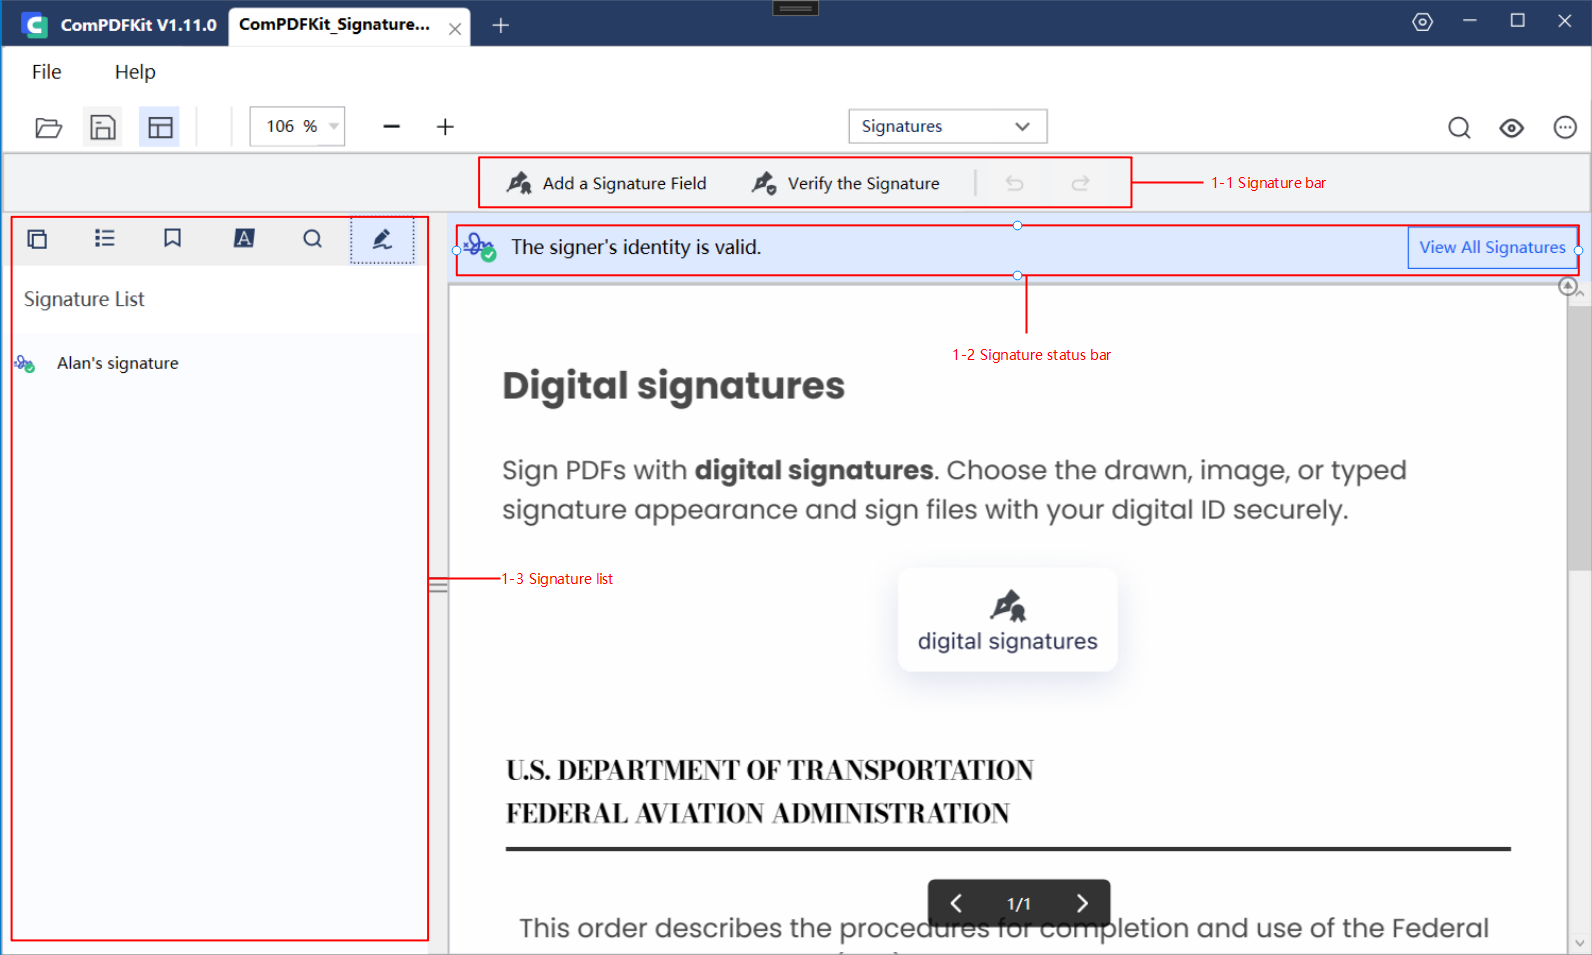 ComPDFKit V1.11.0
ComPDFKit_Signature...
File
Help
106 %
Signatures
Add a Signature Field
Verify the Signature
1-1 Signature bar
The signer's identity is valid.
View All Signatures
1-2 Signature status bar
Signature List
Alan's signature
1-3 Signature list
Digital signatures
Sign PDFs with digital signatures. Choose the drawn, image, or typed
signature appearance and sign files with your digital ID securely.
digital signatures
U.S. DEPARTMENT OF TRANSPORTATION
FEDERAL AVIATION ADMINISTRATION
1/1
This order describes the procedures for completion and use of the Federal